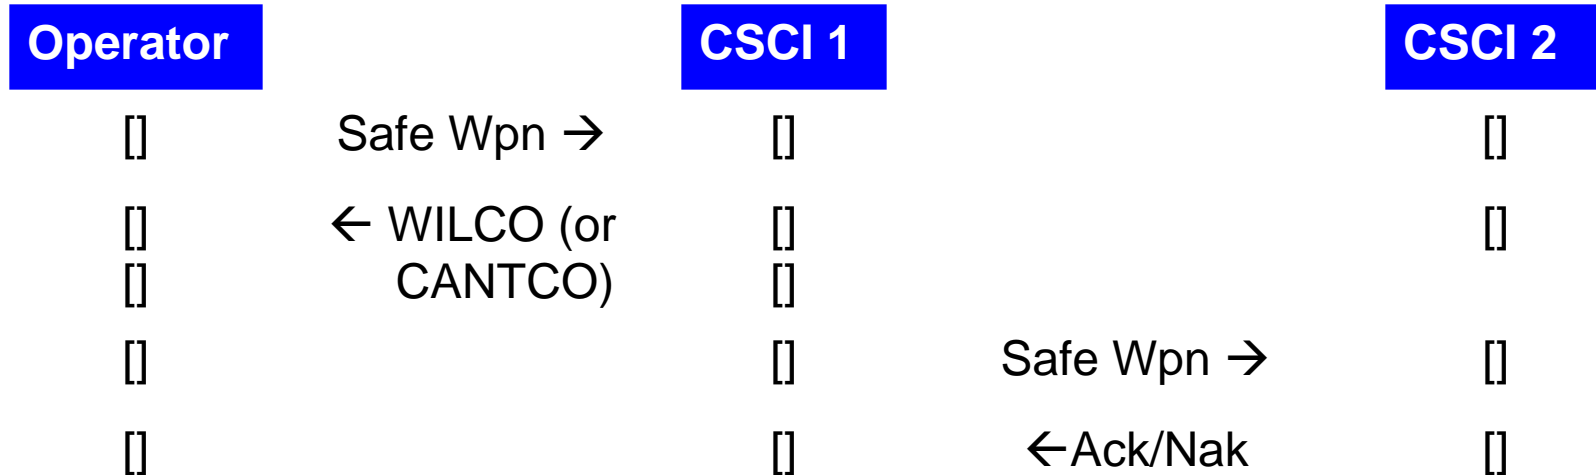 Operator CSCI 1 CSCI 2
[] Safe Wpn → [] []
[] ← WILCO (or [] []
[] CANTCO) []
[] [] Safe Wpn → []
[] [] ←Ack/Nak []